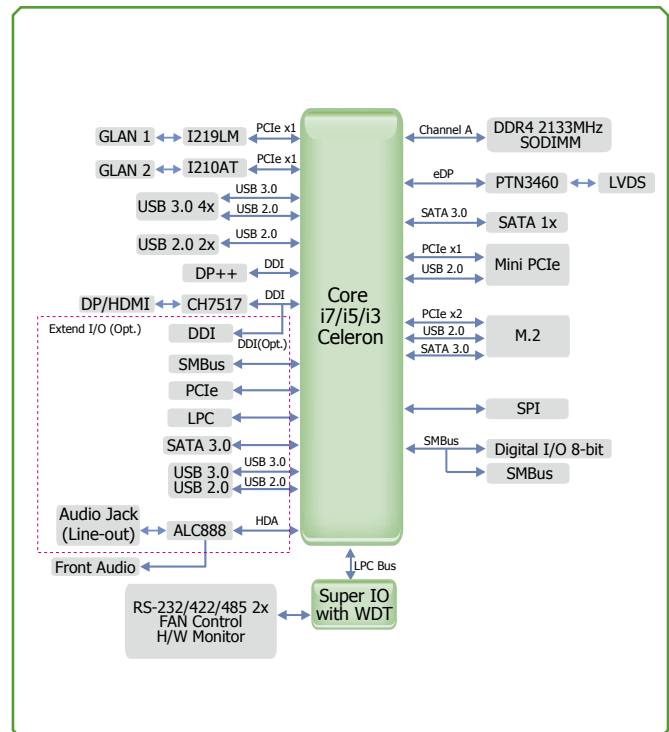 GLAN 1
I219LM
PCIe x1
GLAN 2
I210AT
PCIe x1
USB 3.0 4x
USB 3.0
USB 2.0
USB 2.0 2x
USB 2.0
DP++
DDI
DP/HDMI
CH7517
DDI
Extend I/O (Opt.)
DDI
DDI(Opt.)
SMBus
PCIe
LPC
SATA 3.0
USB 3.0
USB 3.0
USB 2.0
USB 2.0
Audio Jack
(Line-out)
ALC888
HDA
Front Audio
Core
i7/i5/i3
Celeron
Channel A
DDR4 2133MHz
SODIMM
eDP
PTN3460
LVDS
SATA 3.0
SATA 1x
PCIe x1
USB 2.0
Mini PCIe
PCIe x2
USB 2.0
SATA 3.0
M.2
SPI
SMBus
Digital I/O 8-bit
SMBus
LPC Bus
Super IO
with WDT
RS-232/422/485 2x
FAN Control
H/W Monitor